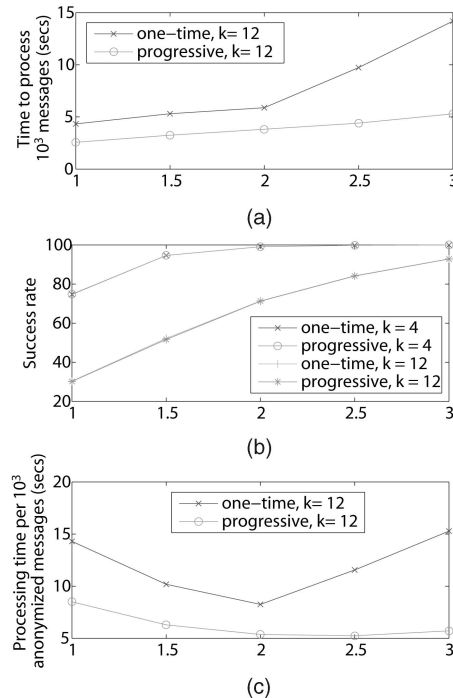 15
10
5
0
Time to process
10³ messages (secs)
one−time, k= 12
progressive, k= 12
1 1.5 2 2.5 3
(a)
100
80
60
40
20
Success rate
one−time, k = 4
progressive, k = 4
one−time, k = 12
progressive, k = 12
1 1.5 2 2.5 3
(b)
20
15
10
5
Processing time per 10³
anonymized messages (secs)
one−time, k= 12
progressive, k= 12
1 1.5 2 2.5 3
(c)